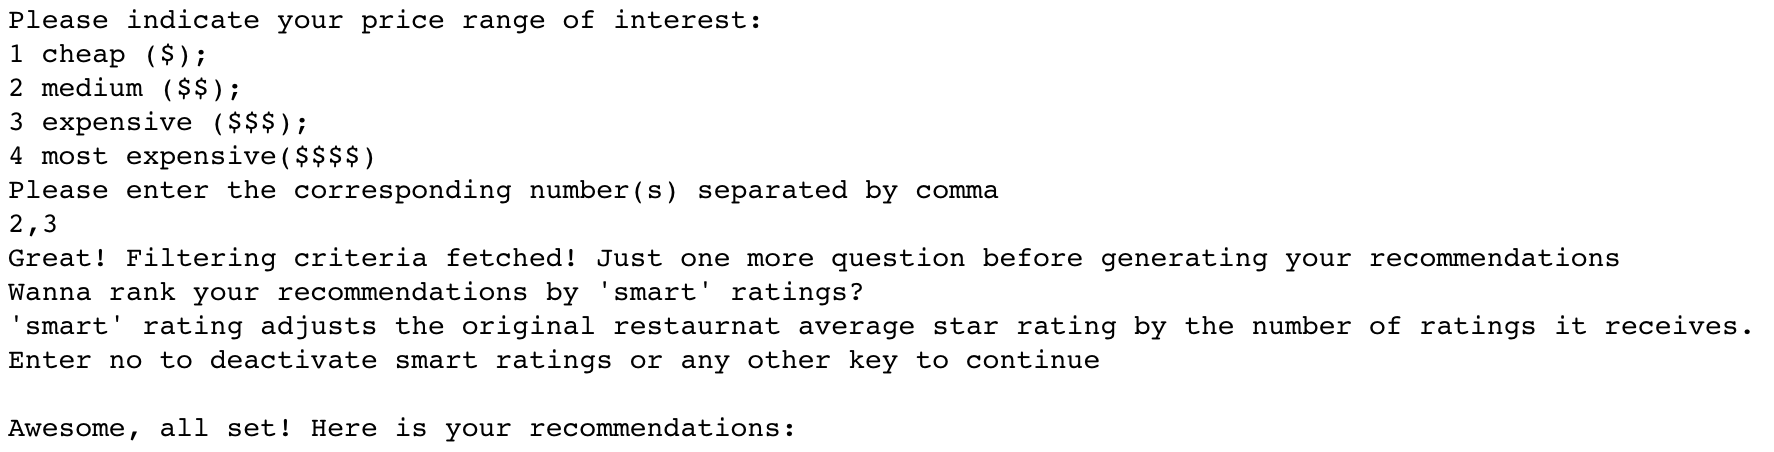 Please indicate your price range of interest:
1 cheap ($);
2 medium ($$);
3 expensive ($$$);
4 most expensive($$$$)
Please enter the corresponding number(s) separated by comma
2,3
Great! Filtering criteria fetched! Just one more question before generating your recommendations
Wanna rank your recommendations by 'smart' ratings?
'smart' rating adjusts the original restaurnat average star rating by the number of ratings it receives.
Enter no to deactivate smart ratings or any other key to continue
Awesome, all set! Here is your recommendations: